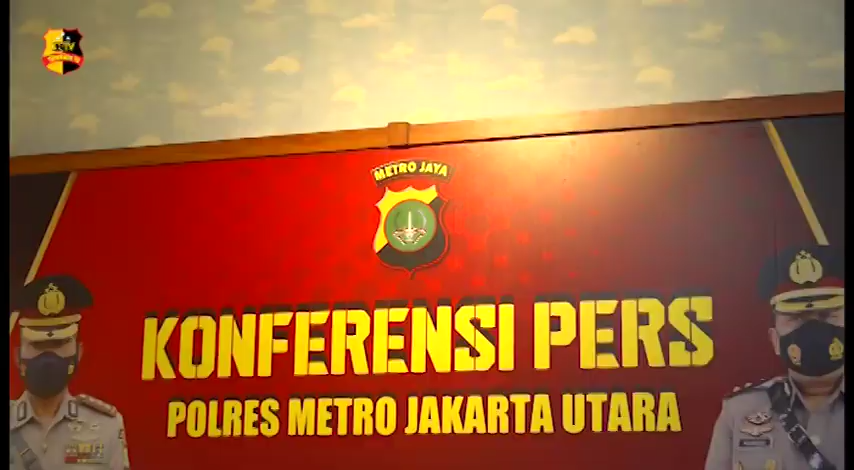 METRO JAYA
KONFERENSI PERS
POLRES METRO JAKARTA UTARA